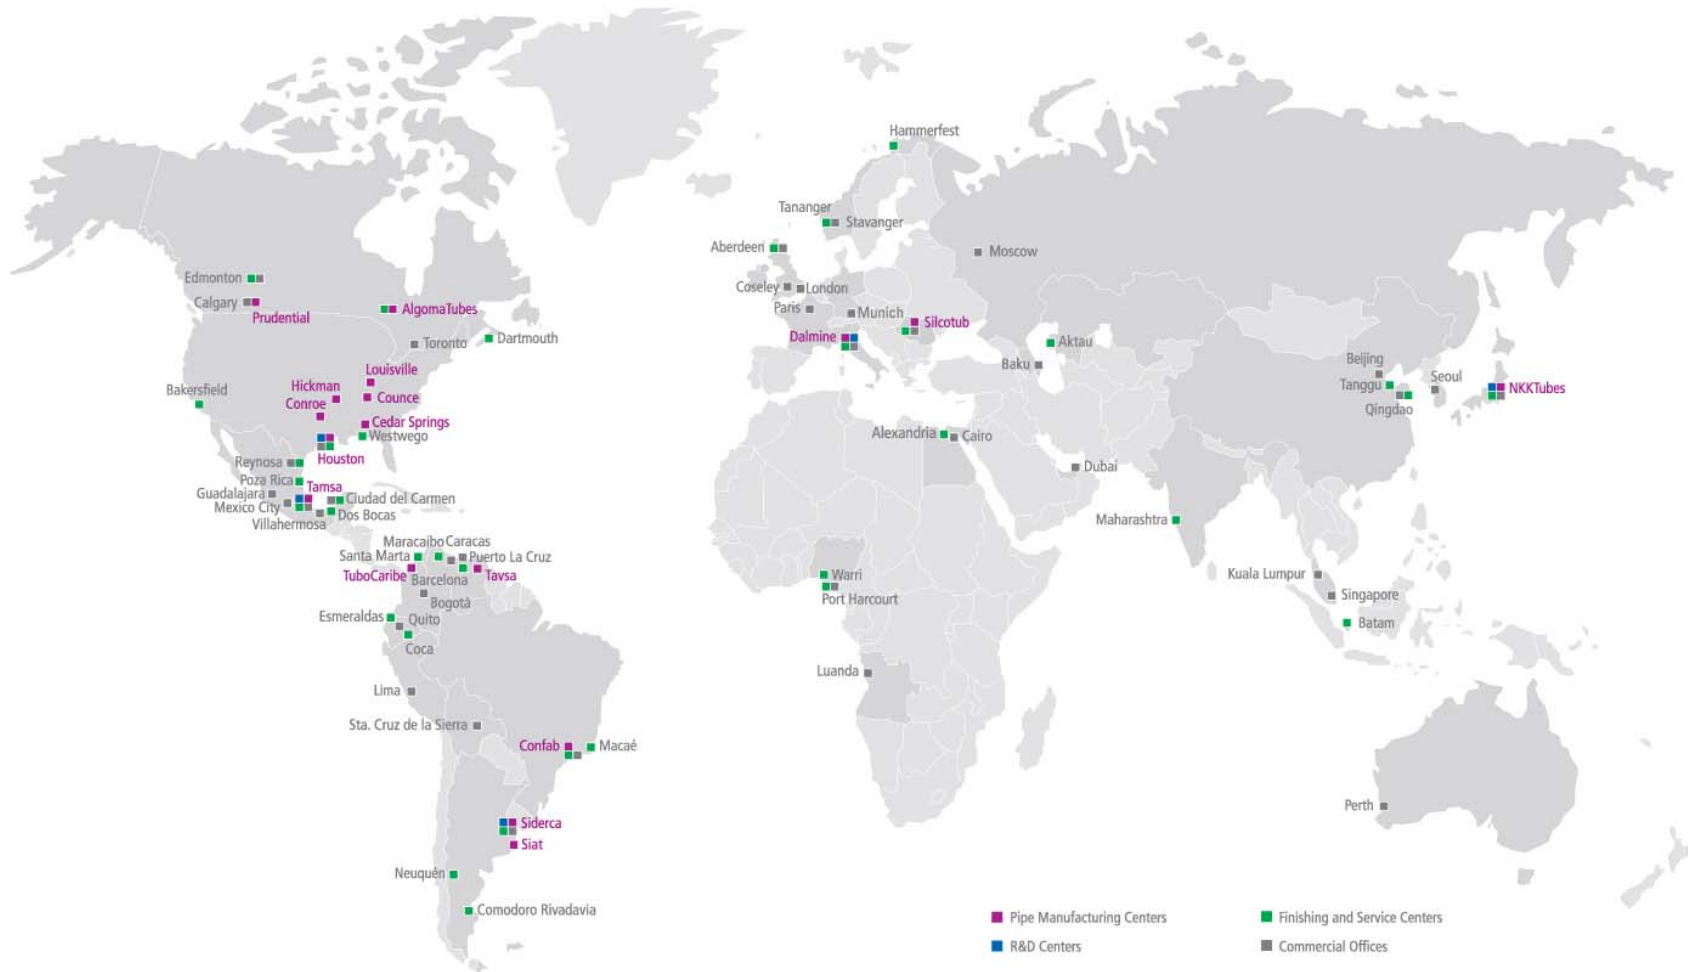 Hammerfest
Tananger
Stavanger
Aberdeen
Moscow
Edmonton
Coseley
London
Calgary
Prudential
AlgomaTubes
Paris
Munich
Silcotub
Dartmouth
Dalmine
Toronto
Aktau
Baku
Beijing
Louisville
Seoul
Tanggu
NKKTubes
Hickman
Bakersfield
Conroe
Counce
Qingdao
Cedar Springs
Westwego
Alexandria
Cairo
Houston
Reynosa
Dubai
Poza Rica
Tamsa
Guadalajara
Ciudad del Carmen
Mexico City
Dos Bocas
Villahermosa
Maharashtra
Maracaibo
Caracas
Santa Marta
Puerto La Cruz
TuboCaribe
Barcelona
Tavsa
Warri
Kuala Lumpur
Port Harcourt
Singapore
Bogotá
Esmeraldas
Quito
Batam
Coca
Luanda
Lima
Sta. Cruz de la Sierra
Confab
Macaé
Perth
Siderca
Siat
Neuquén
Comodoro Rivadavia
Pipe Manufacturing Centers
Finishing and Service Centers
R&D Centers
Commercial Offices